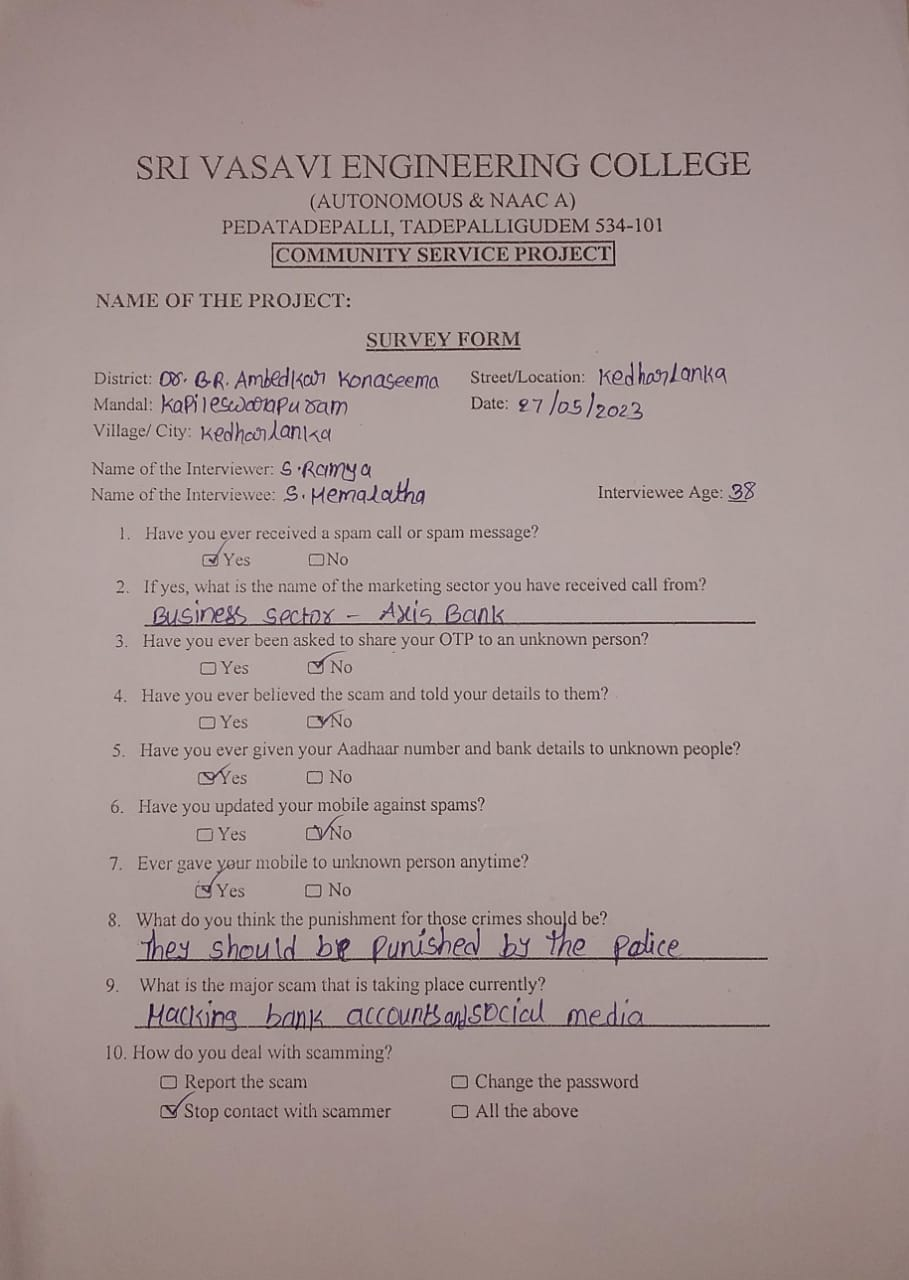 SRI VASAVI ENGINEERING COLLEGE
(AUTONOMOUS & NAAC A)
PEDATADEPALLI, TADEPALLIGUDEM 534-101
COMMUNITY SERVICE PROJECT
NAME OF THE PROJECT:
SURVEY FORM
District: Dr. B.R. Ambedkar Konaseema Street/Location: KedharLanka
Mandal: Kapileswarapuram Date: 27/05/2023
Village/ City: Kedharlanka
Name of the Interviewer: S.Ramya
Name of the Interviewee: S. Hemalatha Interviewee Age: 38
1. Have you ever received a spam call or spam message?
☑ Yes ☐ No
2. If yes, what is the name of the marketing sector you have received call from?
Business sector - Axis Bank
3. Have you ever been asked to share your OTP to an unknown person?
☐ Yes ☑ No
4. Have you ever believed the scam and told your details to them?
☐ Yes ☑ No
5. Have you ever given your Aadhaar number and bank details to unknown people?
☑ Yes ☐ No
6. Have you updated your mobile against spams?
☐ Yes ☑ No
7. Ever gave your mobile to unknown person anytime?
☑ Yes ☐ No
8. What do you think the punishment for those crimes should be?
They should be punished by the police
9. What is the major scam that is taking place currently?
Hacking bank accounts and social media
10. How do you deal with scamming?
☐ Report the scam ☐ Change the password
☑ Stop contact with scammer ☐ All the above